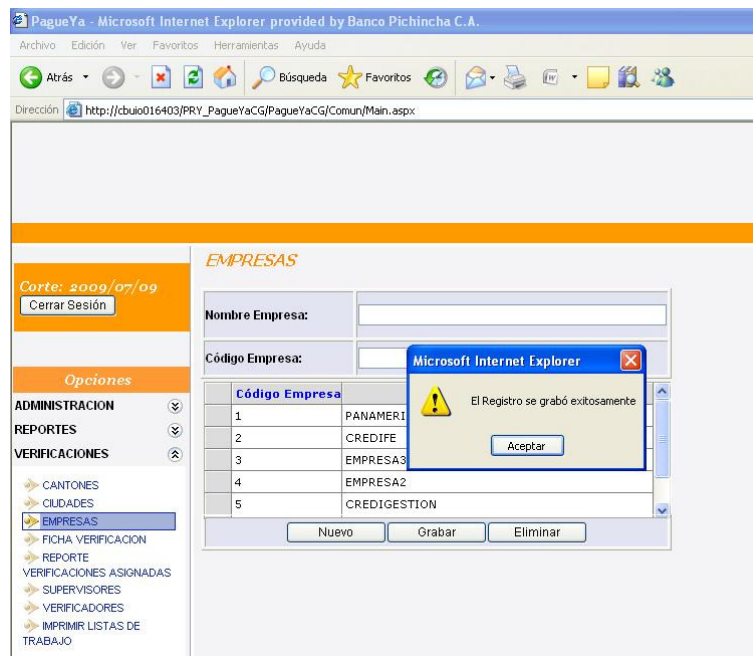 PagueYa - Microsoft Internet Explorer provided by Banco Pichincha C.A.
Archivo Edición Ver Favoritos Herramientas Ayuda
Atrás Búsqueda Favoritos
Dirección http://cbuio016403/PRY_PagueYaCG/PagueYaCG/Comun/Main.aspx
EMPRESAS
Corte: 2009/07/09
Cerrar Sesión
Nombre Empresa:
Código Empresa:
Microsoft Internet Explorer
El Registro se grabó exitosamente
Aceptar
Opciones
ADMINISTRACION
REPORTES
VERIFICACIONES
CANTONES
CIUDADES
EMPRESAS
FICHA VERIFICACION
REPORTE
VERIFICACIONES ASIGNADAS
SUPERVISORES
VERIFICADORES
IMPRIMIR LISTAS DE
TRABAJO
Código Empresa
1 PANAMERI
2 CREDIFE
3 EMPRESA3
4 EMPRESA2
5 CREDIGESTION
Nuevo Grabar Eliminar